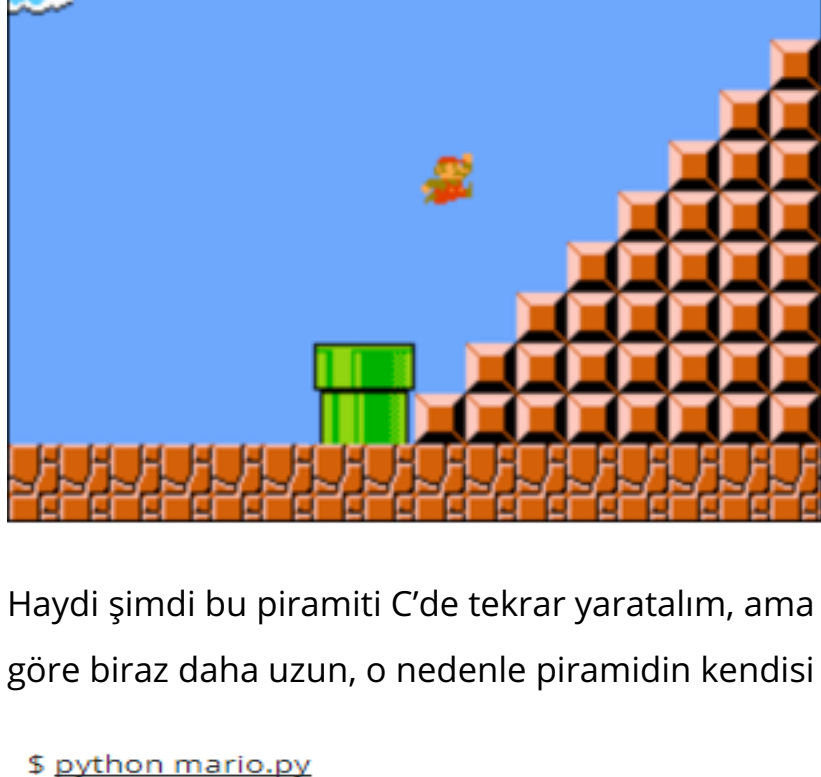 Haydi şimdi bu piramiti C’de tekrar yaratalım, ama
göre biraz daha uzun, o nedenle piramidin kendisi
$ python mario.py